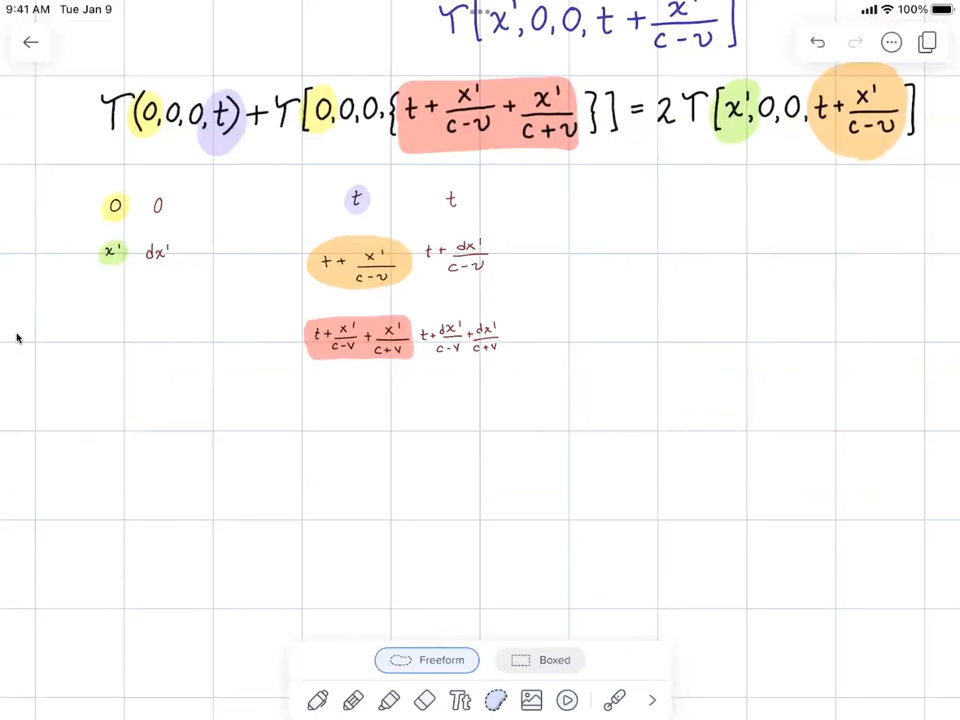 9:41 AM Tue Jan 9 100%
τ[x',0,0,t+x'/(c-v)]
τ(0,0,0,t)+τ[0,0,0,{t+x'/(c-v)+x'/(c+v)}]=2τ[x',0,0,t+x'/(c-v)]
0 0 t t
x' dx' t+x'/(c-v) t+dx'/(c-v)
t+x'/(c-v)+x'/(c+v) t+dx'/(c-v)+dx'/(c+v)
Freeform Boxed
Tt